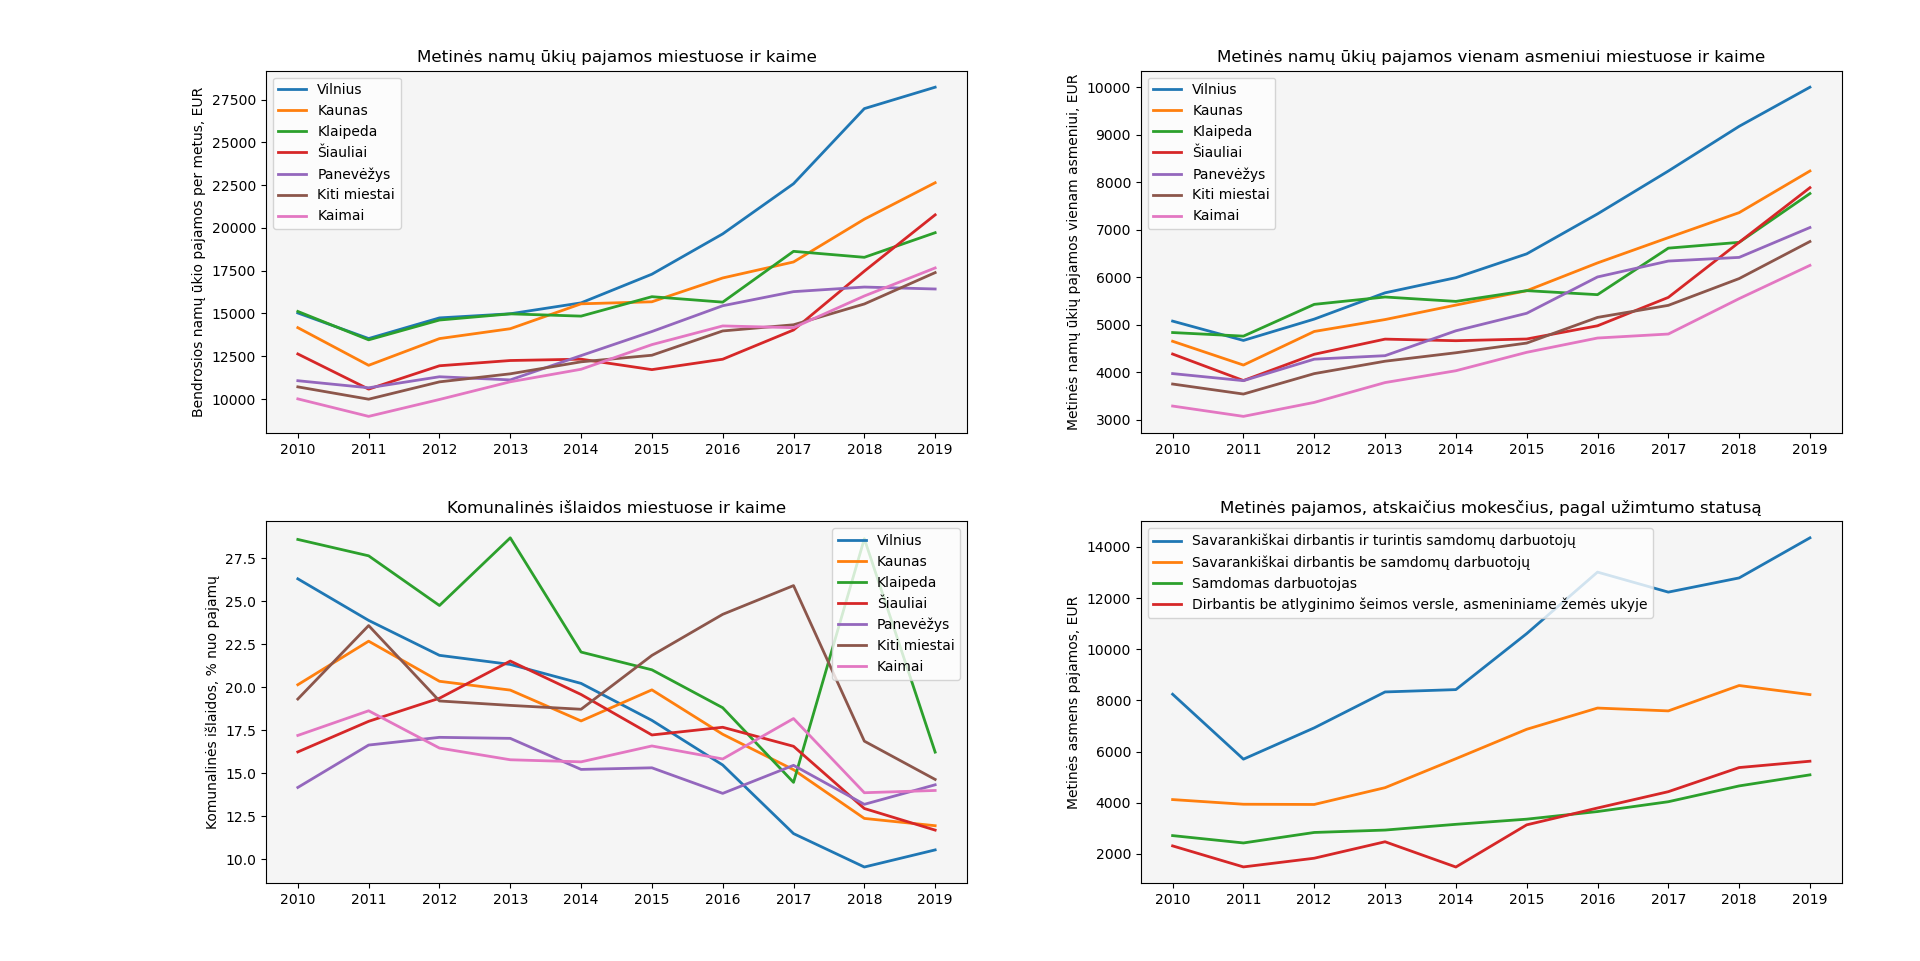 Metinės namų ūkių pajamos miestuose ir kaime
Bendrosios namų ūkio pajamos per metus, EUR
27500
25000
22500
20000
17500
15000
12500
10000
Vilnius
Kaunas
Klaipeda
Šiauliai
Panevėžys
Kiti miestai
Kaimai
2010 2011 2012 2013 2014 2015 2016 2017 2018 2019
Metinės namų ūkių pajamos vienam asmeniui miestuose ir kaime
Metinės namų ūkių pajamos vienam asmeniui, EUR
10000
9000
8000
7000
6000
5000
4000
3000
Vilnius
Kaunas
Klaipeda
Šiauliai
Panevėžys
Kiti miestai
Kaimai
2010 2011 2012 2013 2014 2015 2016 2017 2018 2019
Komunalinės išlaidos miestuose ir kaime
Komunalinės išlaidos, % nuo pajamų
27.5
25.0
22.5
20.0
17.5
15.0
12.5
10.0
Vilnius
Kaunas
Klaipeda
Šiauliai
Panevėžys
Kiti miestai
Kaimai
2010 2011 2012 2013 2014 2015 2016 2017 2018 2019
Metinės pajamos, atskaičius mokesčius, pagal užimtumo statusą
Metinės asmens pajamos, EUR
14000
12000
10000
8000
6000
4000
2000
Savarankiškai dirbantis ir turintis samdomų darbuotojų
Savarankiškai dirbantis be samdomų darbuotojų
Samdomas darbuotojas
Dirbantis be atlyginimo šeimos versle, asmeniniame žemės ukyje
2010 2011 2012 2013 2014 2015 2016 2017 2018 2019